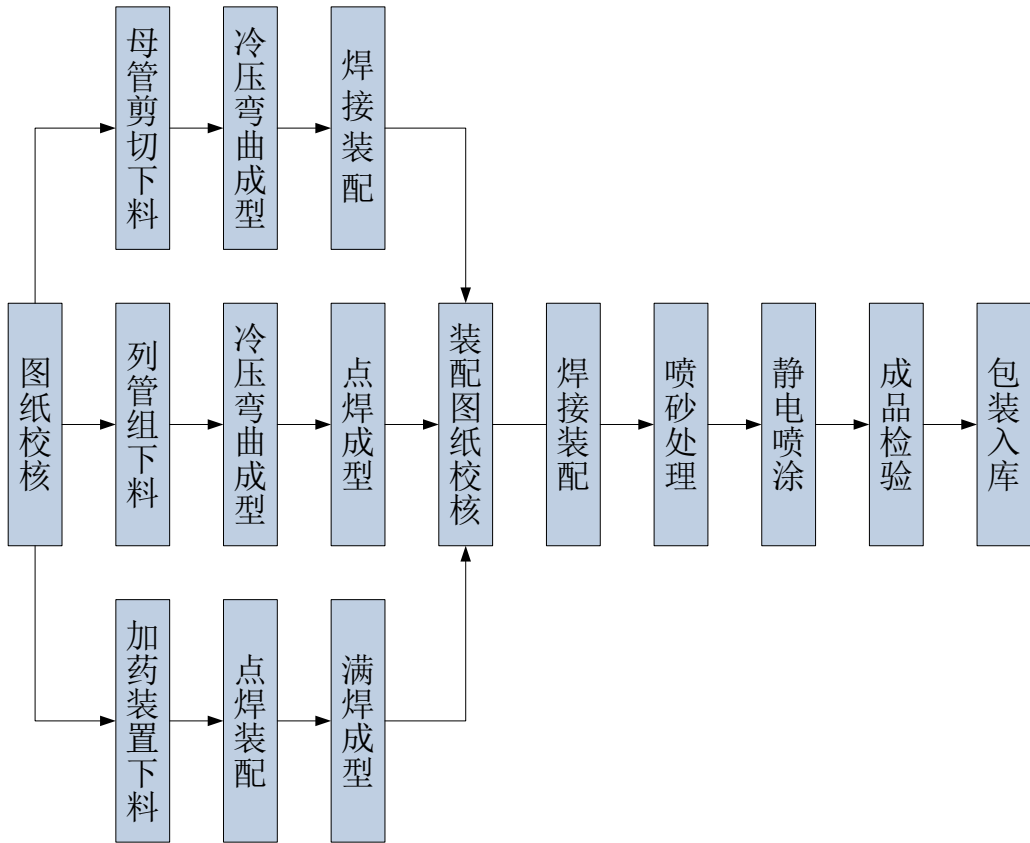 母管剪切下料
冷压弯曲成型
焊接装配
图纸校核
列管组下料
冷压弯曲成型
点焊成型
装配图纸校核
焊接装配
喷砂处理
静电喷涂
成品检验
包装入库
加药装置下料
点焊装配
满焊成型